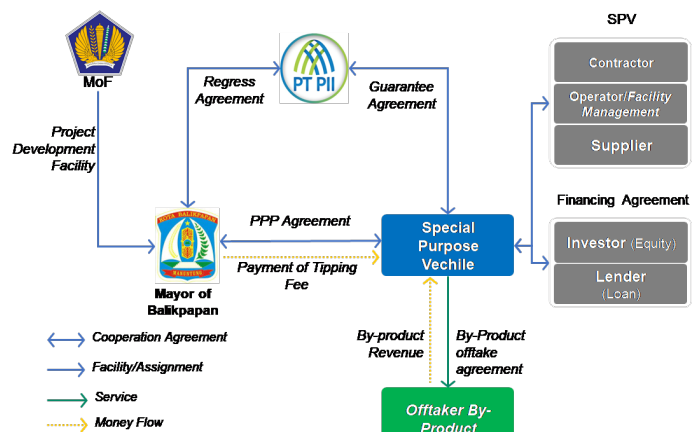 SPV
MoF
PT PII
Regress
Agreement
Guarantee
Agreement
Contractor
Operator/Facility
Management
Supplier
Project
Development
Facility
Financing Agreement
KOTA BALIKPAPAN
PPP Agreement
Special
Purpose
Vechile
Investor (Equity)
Lender
(Loan)
Payment of Tipping
Fee
Mayor of
Balikpapan
By-product
Revenue
By-Product
offtake
agreement
Cooperation Agreement
Facility/Assignment
Service
Money Flow
Offtaker By-
Product